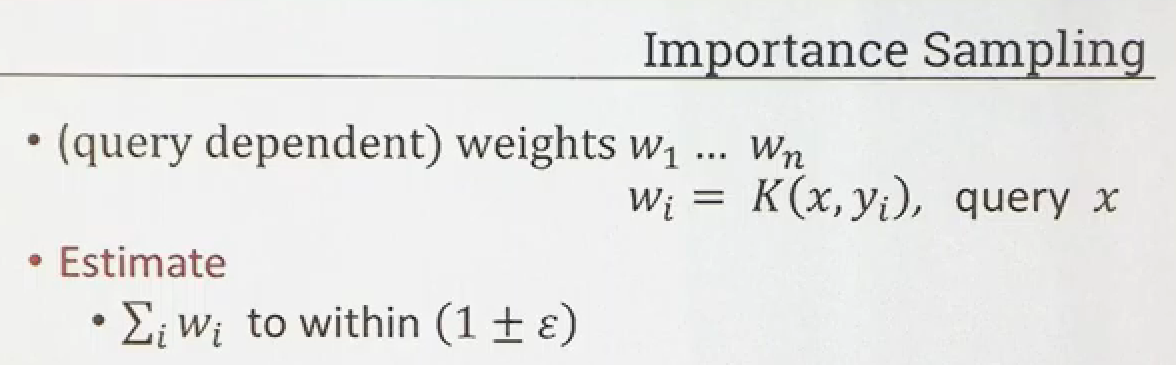 Importance Sampling
• (query dependent) weights w₁ ... wₙ
wᵢ = K(x, yᵢ), query x
• Estimate
• ∑ᵢ wᵢ to within (1 ± ε)